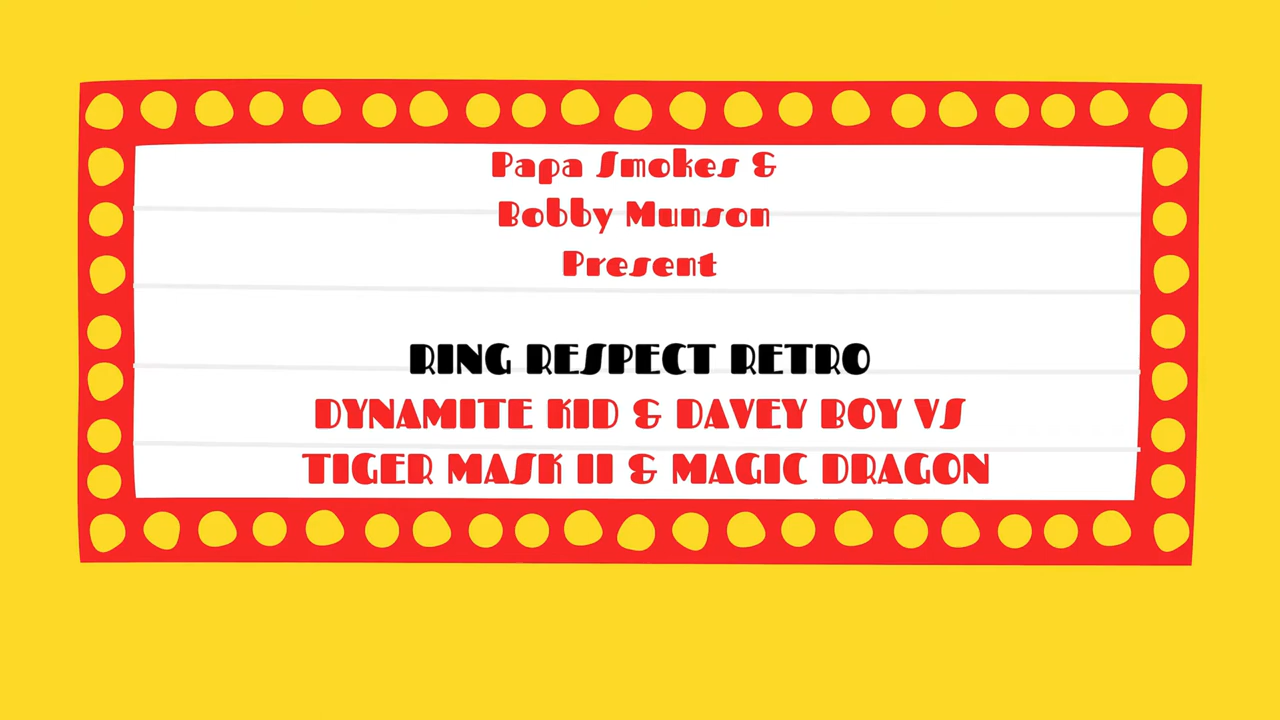 Papa Smokes &
Bobby Munson
Present
RING RESPECT RETRO
DYNAMITE KID & DAVEY BOY VS
TIGER MASK II & MAGIC DRAGON